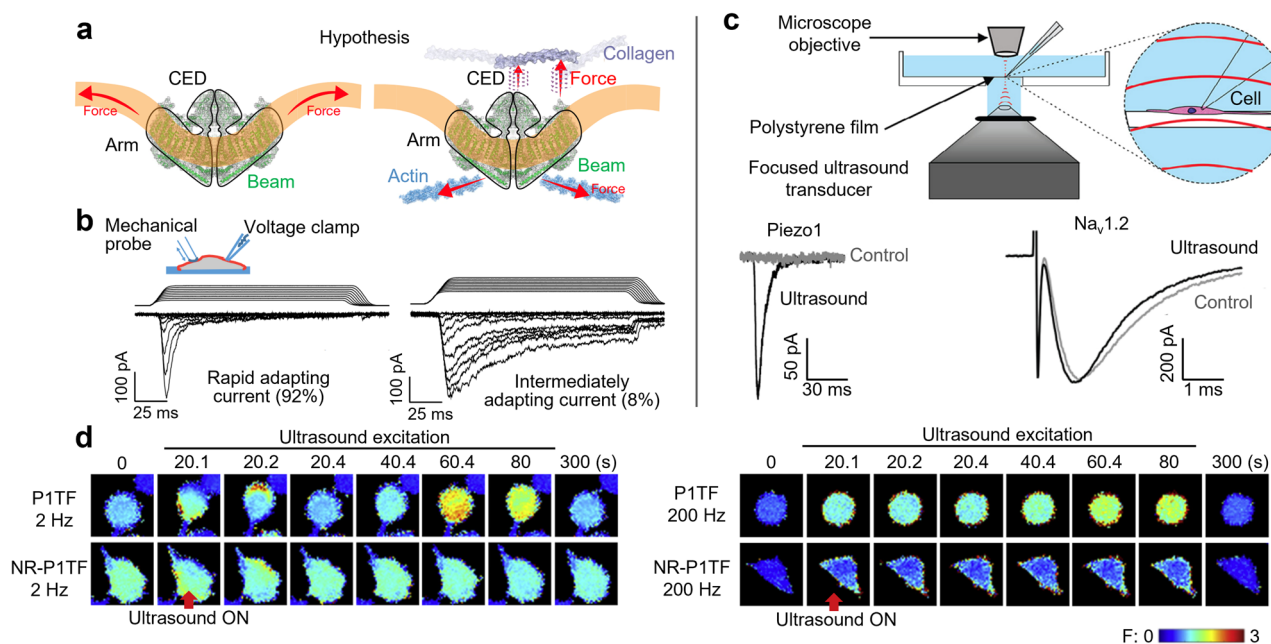 a
Hypothesis
CED
Force
Force
Arm
Beam
Collagen
CED
Force
Arm
Beam
Actin
Force
b
Mechanical
probe
Voltage clamp
100 pA
25 ms
Rapid adapting
current (92%)
100 pA
25 ms
Intermediately
adapting current (8%)
c
Microscope
objective
Polystyrene film
Focused ultrasound
transducer
Cell
Piezo1
Control
Ultrasound
50 pA
30 ms
Nav1.2
Ultrasound
Control
200 pA
1 ms
d
Ultrasound excitation
0 20.1 20.2 20.4 40.4 60.4 80 300 (s)
P1TF
2 Hz
NR-P1TF
2 Hz
Ultrasound ON
Ultrasound excitation
0 20.1 20.2 20.4 40.4 60.4 80 300 (s)
P1TF
200 Hz
NR-P1TF
200 Hz
Ultrasound ON
F: 0 3